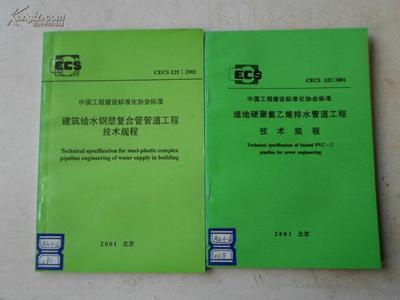 ECS
CECS 125：2001
中国工程建设标准化协会标准
建筑给水钢塑复合管管道工程
技术规程
Technical specification for steel-plastic complex
pipeline engineering of water supply in building
2001 北京
ECS
CECS 122:2001
中国工程建设标准化协会标准
埋地硬聚氯乙烯排水管道工程
技术规程
Technical specification of buried PVC－U
pipeline for sewer engineering
2001 北京